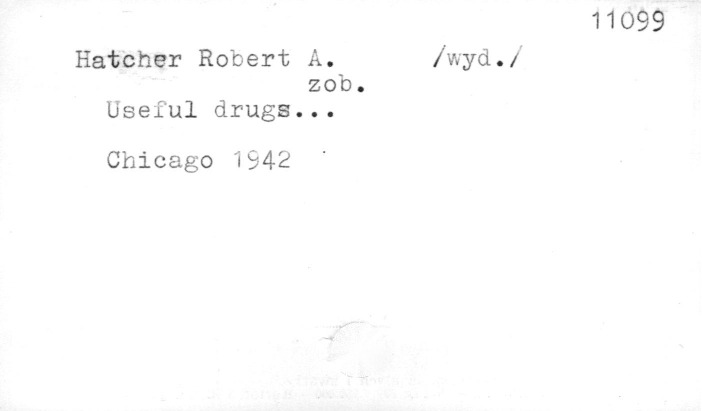 11099
Hatcher Robert A. /wyd./
zob.
Useful drugs...
Chicago 1942